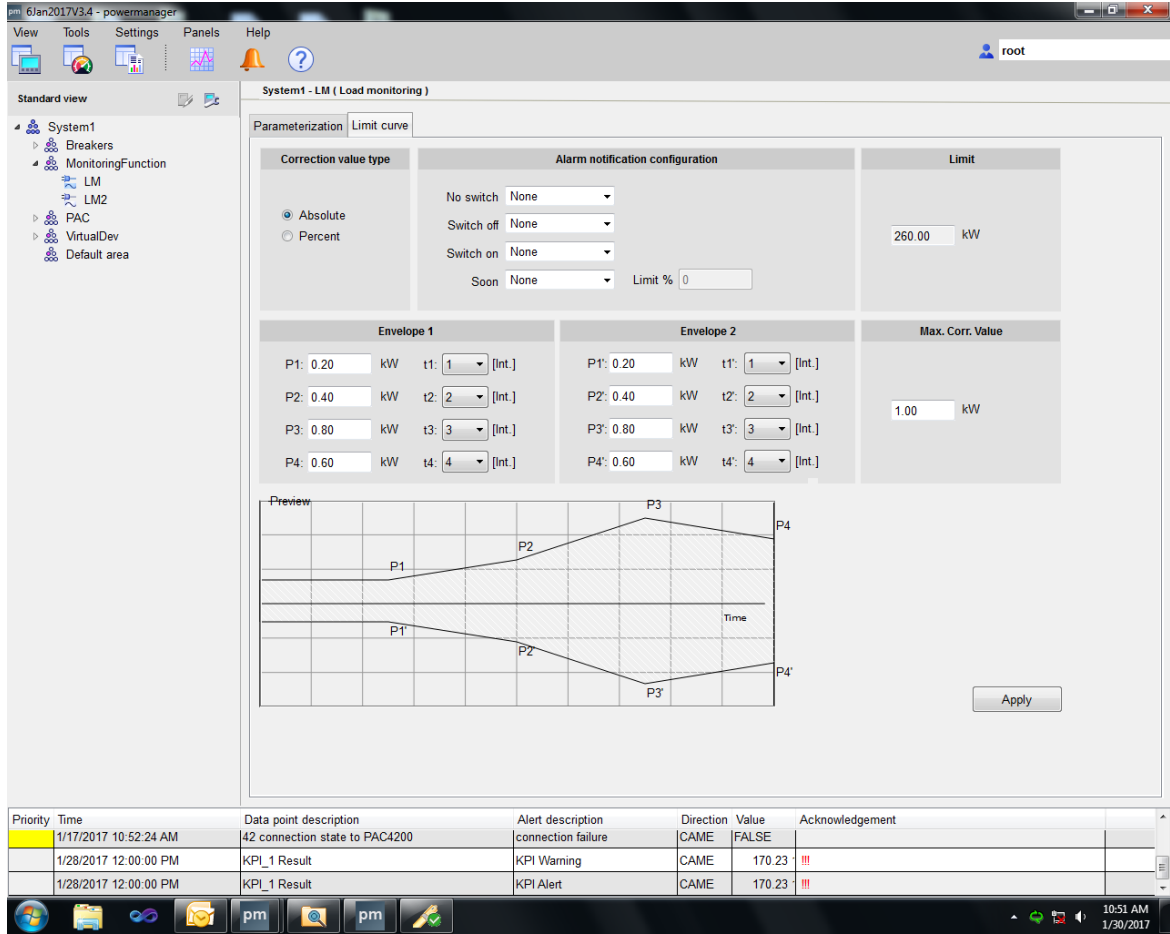 pm 6Jan2017V3.4 - powermanager
View Tools Settings Panels Help
root
Standard view
System1 - LM ( Load monitoring )
System1
Breakers
MonitoringFunction
LM
LM2
PAC
VirtualDev
Default area
Parameterization Limit curve
Correction value type
Absolute
Percent
Alarm notification configuration
No switch None
Switch off None
Switch on None
Soon None Limit % 0
Limit
260.00 kW
Envelope 1
P1: 0.20 kW t1: 1 [Int.]
P2: 0.40 kW t2: 2 [Int.]
P3: 0.80 kW t3: 3 [Int.]
P4: 0.60 kW t4: 4 [Int.]
Envelope 2
P1': 0.20 kW t1': 1 [Int.]
P2': 0.40 kW t2': 2 [Int.]
P3': 0.80 kW t3': 3 [Int.]
P4': 0.60 kW t4': 4 [Int.]
Max. Corr. Value
1.00 kW
Preview
P3
P4
P2
P1
Time
P1'
P2'
P4'
P3'
Apply
Priority Time Data point description Alert description Direction Value Acknowledgement
1/17/2017 10:52:24 AM 42 connection state to PAC4200 connection failure CAME FALSE
1/28/2017 12:00:00 PM KPI_1 Result KPI Warning CAME 170.23 !!!
1/28/2017 12:00:00 PM KPI_1 Result KPI Alert CAME 170.23 !!!
pm pm
10:51 AM
1/30/2017